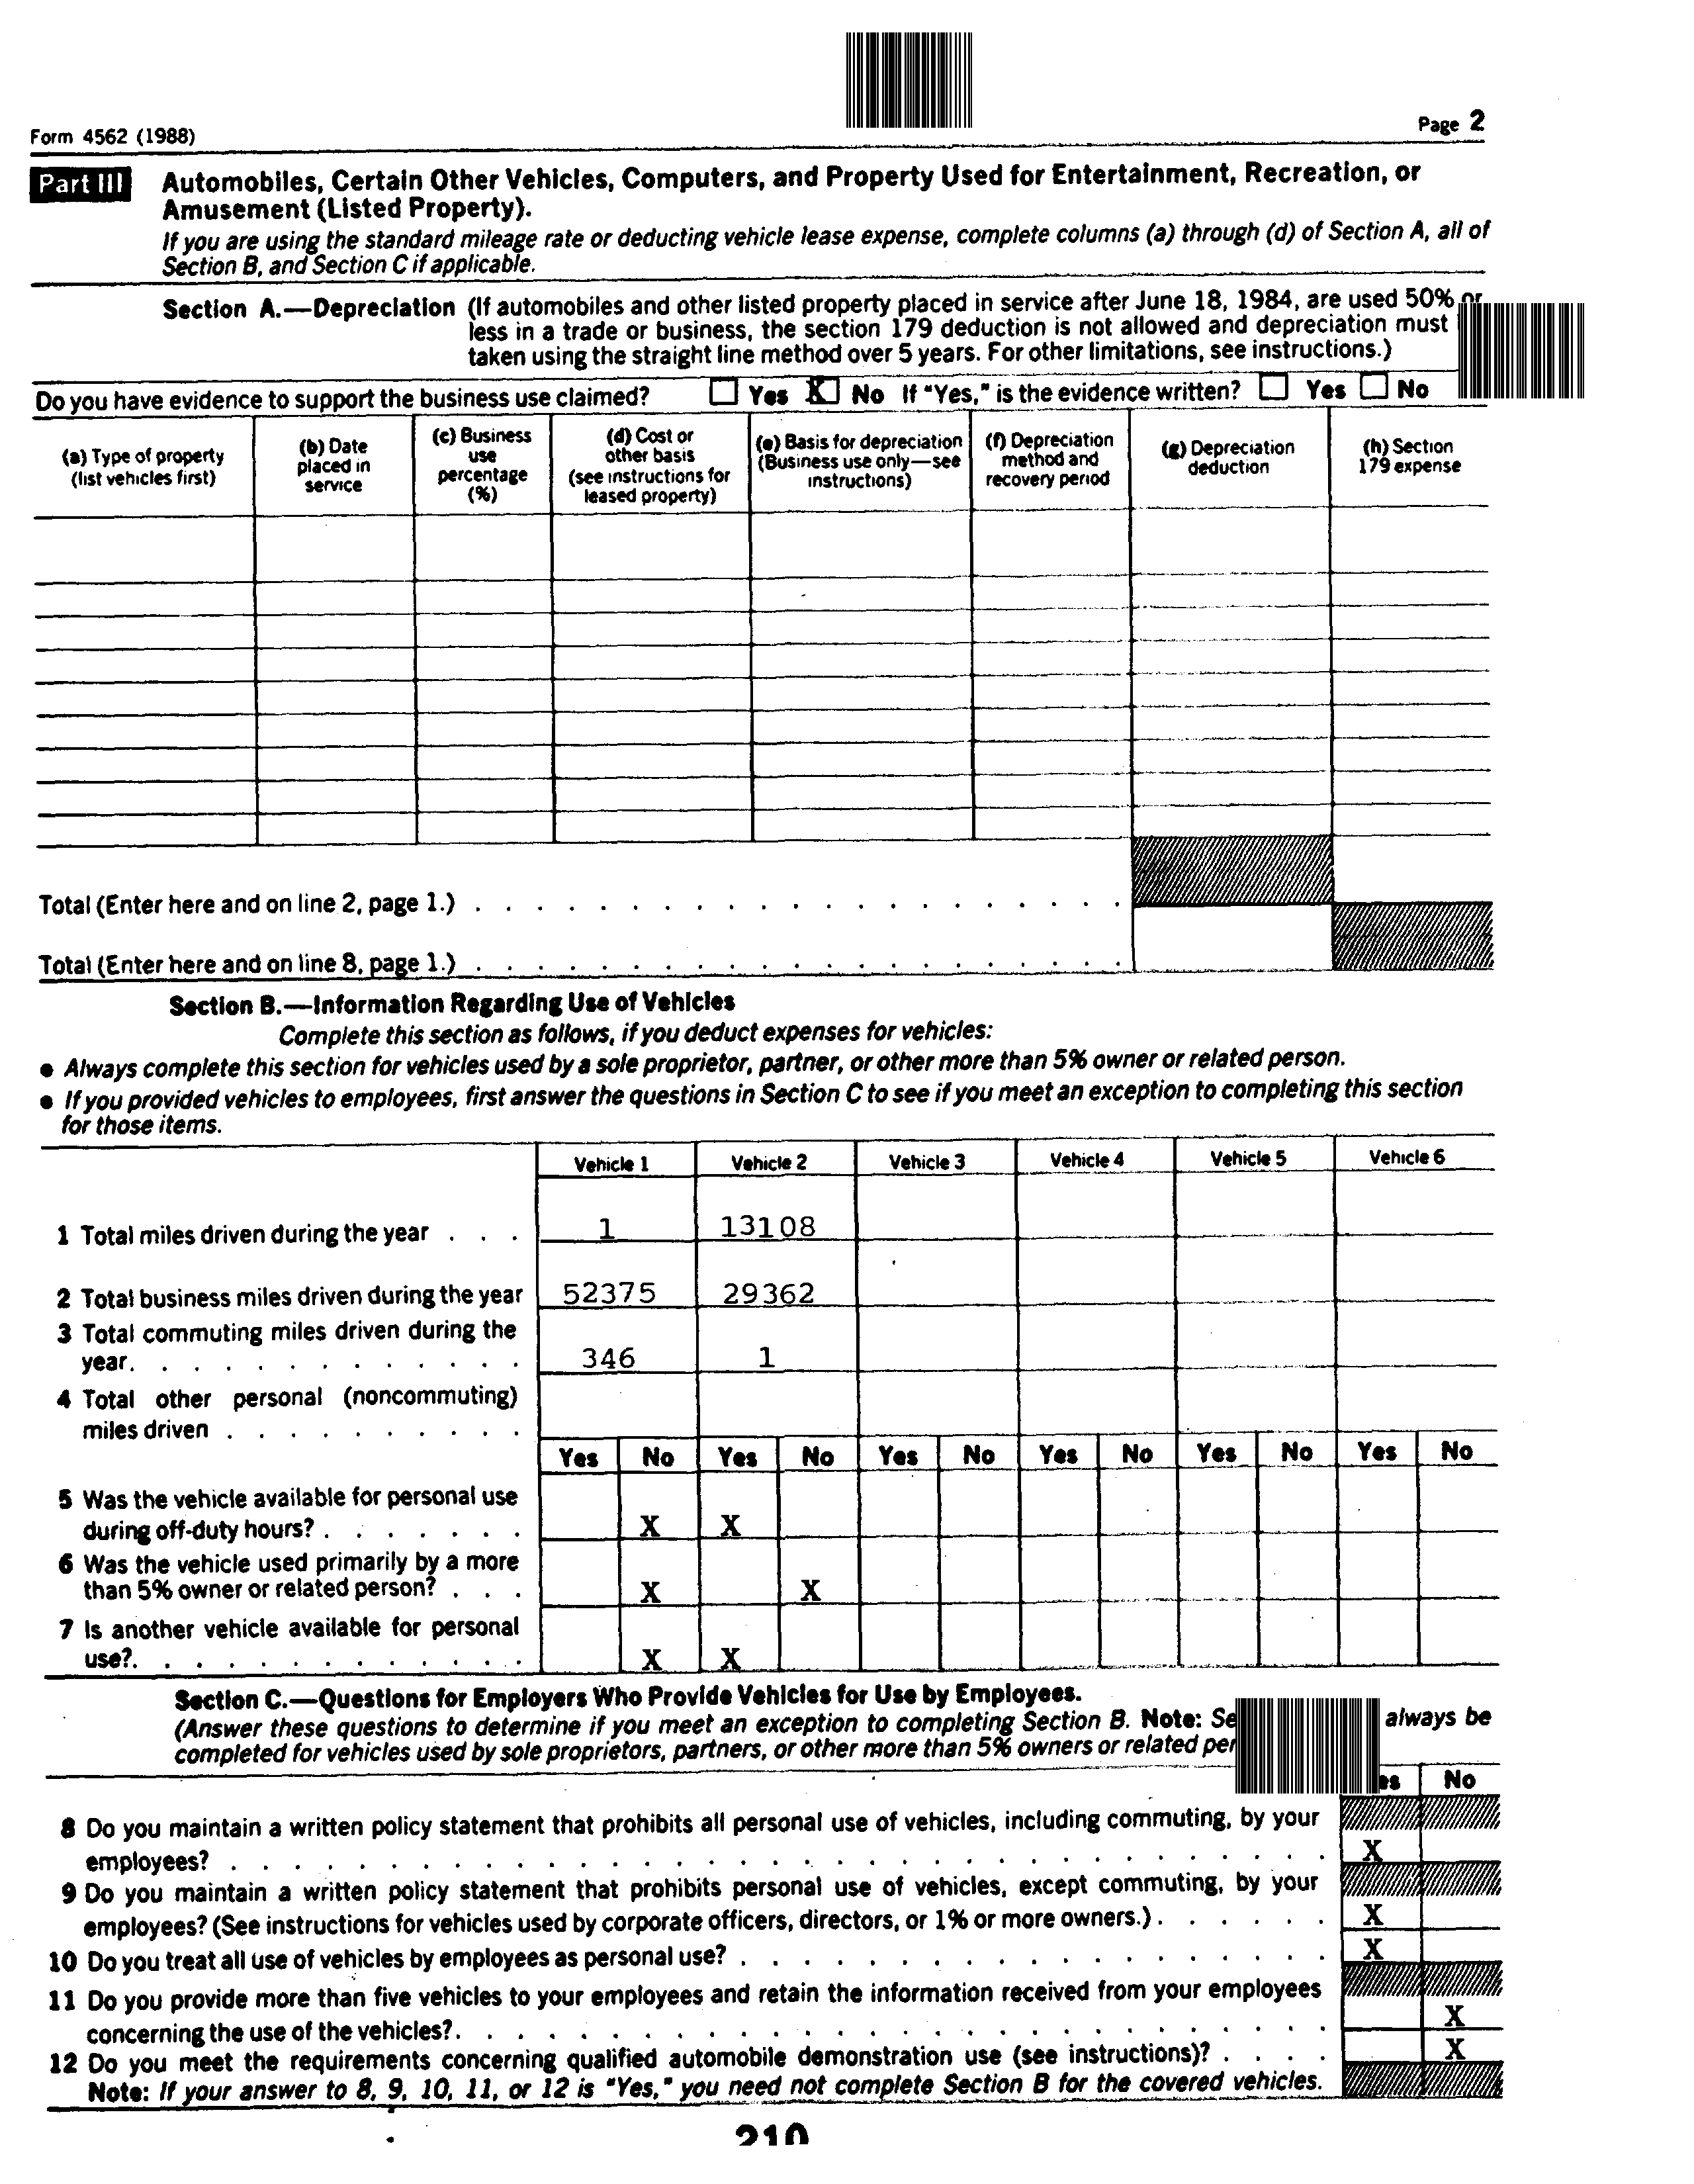 Form 4562 (1988)
Page 2
Part III Automobiles, Certain Other Vehicles, Computers, and Property Used for Entertainment, Recreation, or
Amusement (Listed Property).
If you are using the standard mileage rate or deducting vehicle lease expense, complete columns (a) through (d) of Section A, all of
Section B, and Section C if applicable.
Section A.—Depreciation (If automobiles and other listed property placed in service after June 18, 1984, are used 50% or
less in a trade or business, the section 179 deduction is not allowed and depreciation must
taken using the straight line method over 5 years. For other limitations, see instructions.)
Do you have evidence to support the business use claimed? Yes X No If "Yes," is the evidence written? Yes No
(a) Type of property
(list vehicles first)
(b) Date
placed in
service
(c) Business
use
percentage
(%)
(d) Cost or
other basis
(see instructions for
leased property)
(e) Basis for depreciation
(Business use only—see
instructions)
(f) Depreciation
method and
recovery period
(g) Depreciation
deduction
(h) Section
179 expense
Total (Enter here and on line 2, page 1.) . . . . . . . . . . . . . . . . . . . . .
Total (Enter here and on line 8, page 1.) . . . . . . . . . . . . . . . . . . . . .
Section B.—Information Regarding Use of Vehicles
Complete this section as follows, if you deduct expenses for vehicles:
● Always complete this section for vehicles used by a sole proprietor, partner, or other more than 5% owner or related person.
● If you provided vehicles to employees, first answer the questions in Section C to see if you meet an exception to completing this section
for those items.
Vehicle 1 Vehicle 2 Vehicle 3 Vehicle 4 Vehicle 5 Vehicle 6
1 Total miles driven during the year . . . 1 13108
2 Total business miles driven during the year 52375 29362
3 Total commuting miles driven during the
year. . . . . . . . . . . . . . 346 1
4 Total other personal (noncommuting)
miles driven . . . . . . . . . .
Yes No Yes No Yes No Yes No Yes No Yes No
5 Was the vehicle available for personal use
during off-duty hours? . . . . . . . X X
6 Was the vehicle used primarily by a more
than 5% owner or related person? . . . X X
7 Is another vehicle available for personal
use?. . . . . . . . . . . . . . X X
Section C.—Questions for Employers Who Provide Vehicles for Use by Employees.
(Answer these questions to determine if you meet an exception to completing Section B. Note: Se always be
completed for vehicles used by sole proprietors, partners, or other more than 5% owners or related per
es No
8 Do you maintain a written policy statement that prohibits all personal use of vehicles, including commuting, by your
employees? . . . . . . . . . . . . . . . . . . . . . . . . . . . . . . . . . . . X
9 Do you maintain a written policy statement that prohibits personal use of vehicles, except commuting, by your
employees? (See instructions for vehicles used by corporate officers, directors, or 1% or more owners.) . . . . . . X
10 Do you treat all use of vehicles by employees as personal use? . . . . . . . . . . . . . . . . . . . X
11 Do you provide more than five vehicles to your employees and retain the information received from your employees
concerning the use of the vehicles?. . . . . . . . . . . . . . . . . . . . . . . . . . . . X
12 Do you meet the requirements concerning qualified automobile demonstration use (see instructions)? . . . . X
Note: If your answer to 8, 9, 10, 11, or 12 is "Yes," you need not complete Section B for the covered vehicles.
210